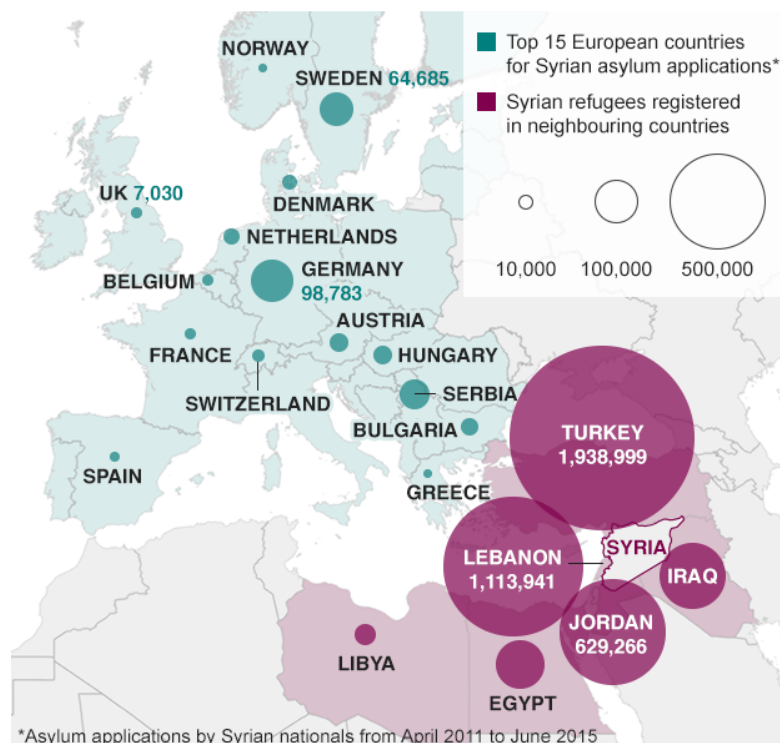 Top 15 European countries
for Syrian asylum applications*
Syrian refugees registered
in neighbouring countries
10,000
100,000
500,000
NORWAY
SWEDEN 64,685
UK 7,030
DENMARK
NETHERLANDS
BELGIUM
GERMANY
98,783
AUSTRIA
FRANCE
HUNGARY
SWITZERLAND
SERBIA
BULGARIA
SPAIN
GREECE
TURKEY
1,938,999
LEBANON
1,113,941
SYRIA
IRAQ
JORDAN
629,266
LIBYA
EGYPT
*Asylum applications by Syrian nationals from April 2011 to June 2015